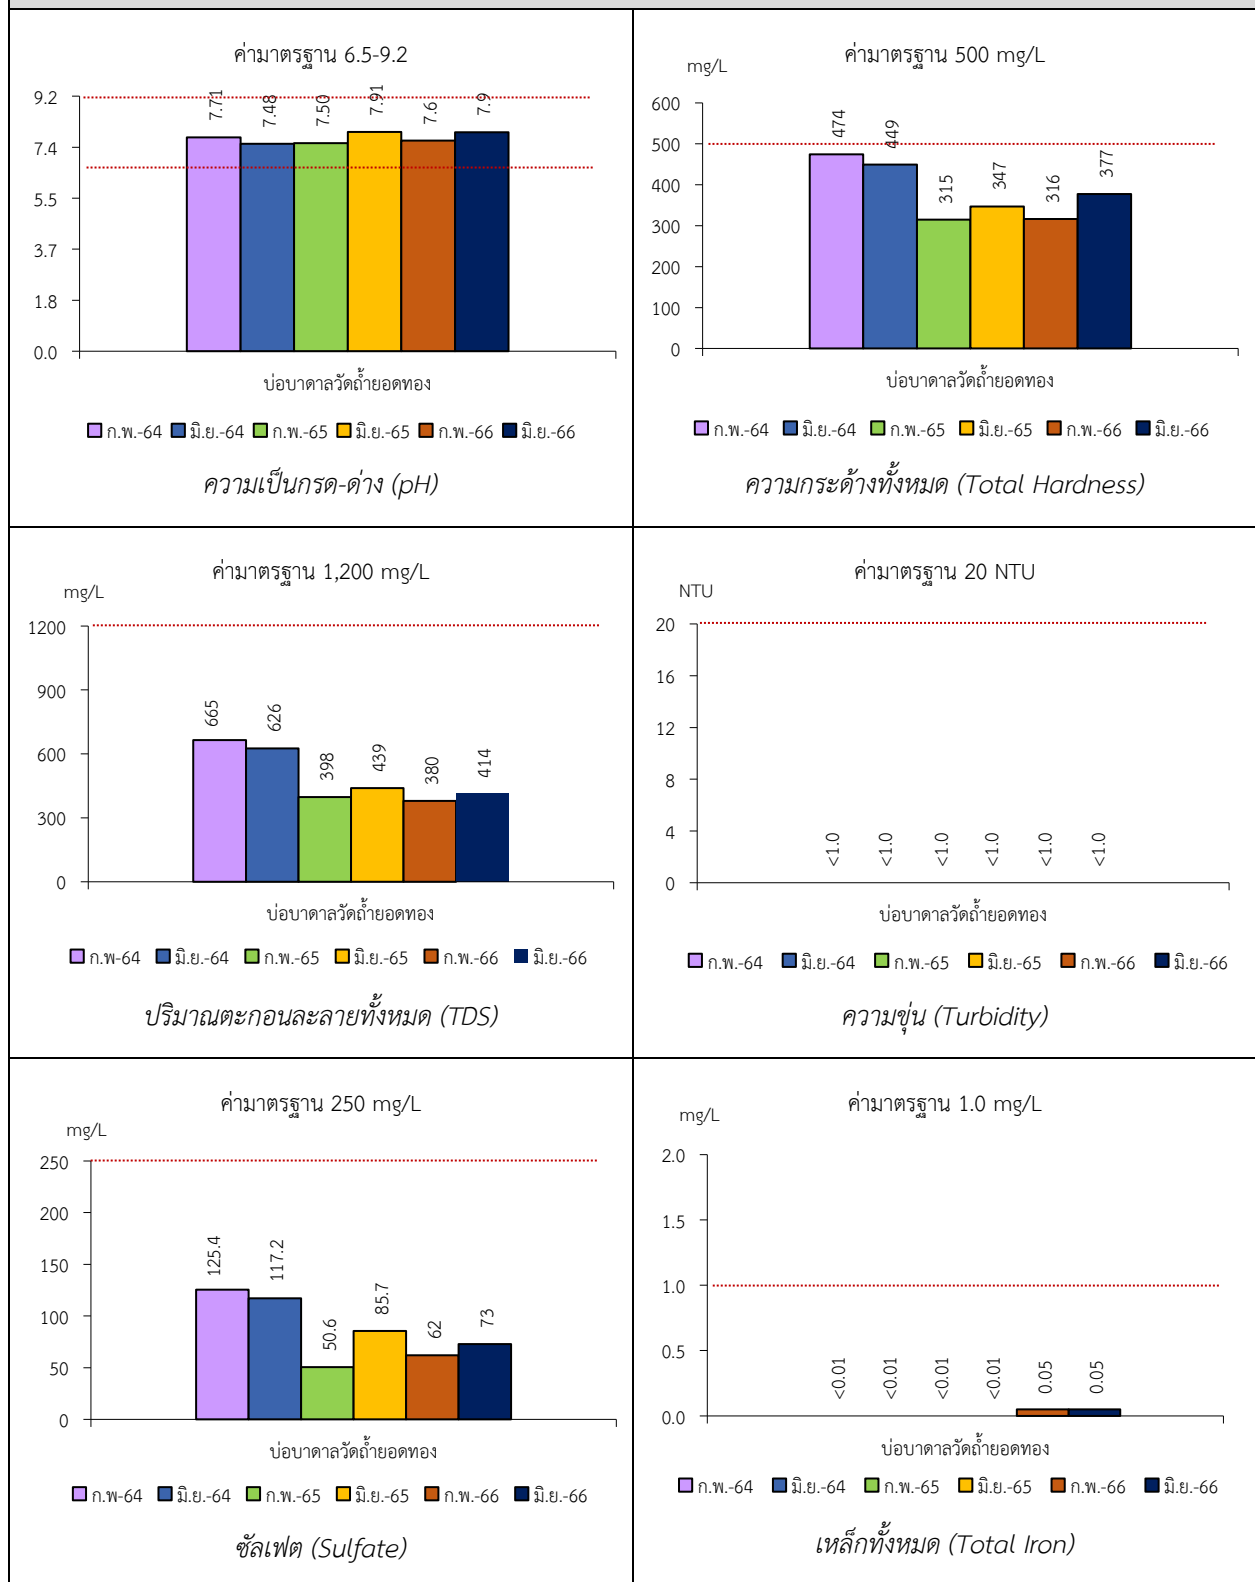 ค่ามาตรฐาน 6.5-9.2
9.2
7.4
5.5
3.7
1.8
0.0
7.71
7.48
7.50
7.91
7.6
7.9
บ่อบาดาลวัดถ้ำยอดทอง
ก.พ.-64 มิ.ย.-64 ก.พ.-65 มิ.ย.-65 ก.พ.-66 มิ.ย.-66
ความเป็นกรด-ด่าง (pH)
ค่ามาตรฐาน 500 mg/L
mg/L
600
500
400
300
200
100
0
474
449
315
347
316
377
บ่อบาดาลวัดถ้ำยอดทอง
ก.พ.-64 มิ.ย.-64 ก.พ.-65 มิ.ย.-65 ก.พ.-66 มิ.ย.-66
ความกระด้างทั้งหมด (Total Hardness)
ค่ามาตรฐาน 1,200 mg/L
mg/L
1200
900
600
300
0
665
626
398
439
380
414
บ่อบาดาลวัดถ้ำยอดทอง
ก.พ-64 มิ.ย.-64 ก.พ.-65 มิ.ย.-65 ก.พ.-66 มิ.ย.-66
ปริมาณตะกอนละลายทั้งหมด (TDS)
ค่ามาตรฐาน 20 NTU
NTU
20
16
12
8
4
0
<1.0
<1.0
<1.0
<1.0
<1.0
<1.0
บ่อบาดาลวัดถ้ำยอดทอง
ก.พ.-64 มิ.ย.-64 ก.พ.-65 มิ.ย.-65 ก.พ.-66 มิ.ย.-66
ความขุ่น (Turbidity)
ค่ามาตรฐาน 250 mg/L
mg/L
250
200
150
100
50
0
125.4
117.2
50.6
85.7
62
73
บ่อบาดาลวัดถ้ำยอดทอง
ก.พ-64 มิ.ย.-64 ก.พ.-65 มิ.ย.-65 ก.พ.-66 มิ.ย.-66
ซัลเฟต (Sulfate)
ค่ามาตรฐาน 1.0 mg/L
mg/L
2.0
1.5
1.0
0.5
0.0
<0.01
<0.01
<0.01
<0.01
0.05
0.05
บ่อบาดาลวัดถ้ำยอดทอง
ก.พ.-64 มิ.ย.-64 ก.พ.-65 มิ.ย.-65 ก.พ.-66 มิ.ย.-66
เหล็กทั้งหมด (Total Iron)